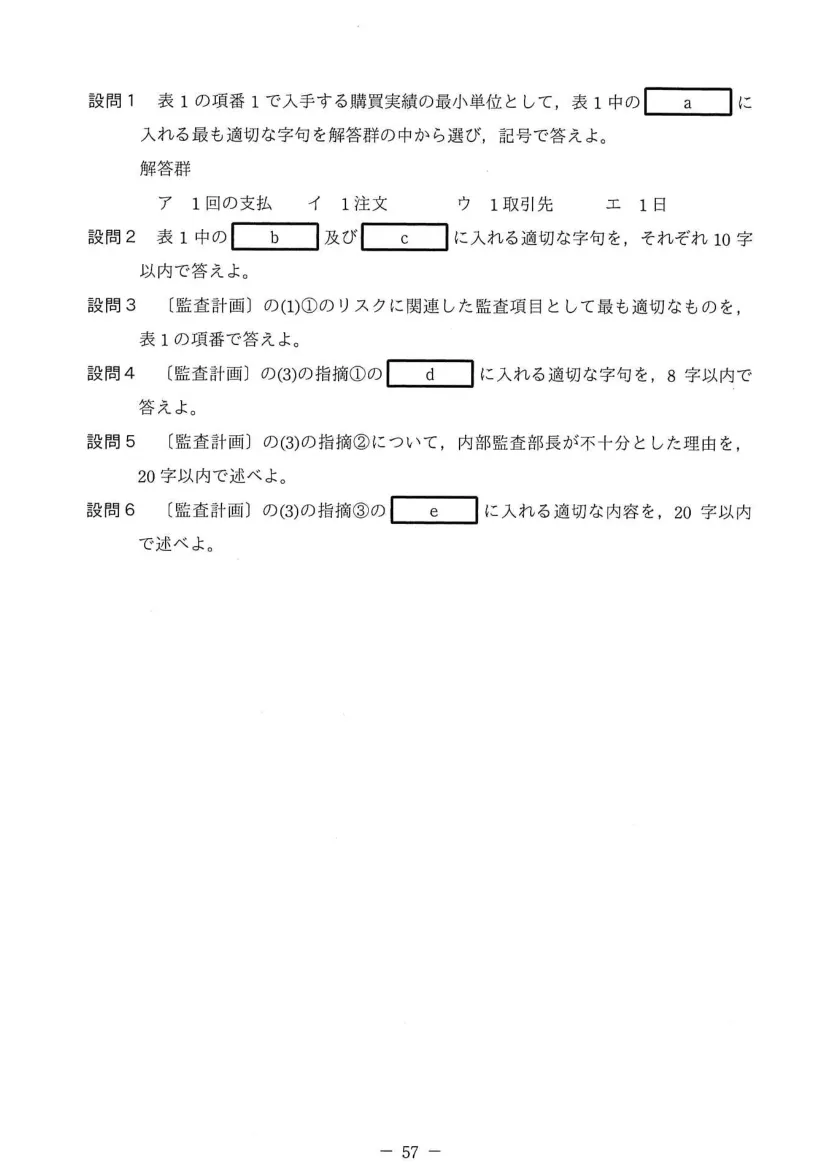 設問1 表1の項番1で入手する購買実績の最小単位として，表1中の a に
入れる最も適切な字句を解答群の中から選び，記号で答えよ。
解答群
ア 1回の支払 イ 1注文 ウ 1取引先 エ 1日
設問2 表1中の b 及び c に入れる適切な字句を，それぞれ10字
以内で答えよ。
設問3 〔監査計画〕の(1)①のリスクに関連した監査項目として最も適切なものを，
表1の項番で答えよ。
設問4 〔監査計画〕の(3)の指摘①の d に入れる適切な字句を，8字以内で
答えよ。
設問5 〔監査計画〕の(3)の指摘②について，内部監査部長が不十分とした理由を，
20字以内で述べよ。
設問6 〔監査計画〕の(3)の指摘③の e に入れる適切な内容を，20字以内
で述べよ。
－ 57 －